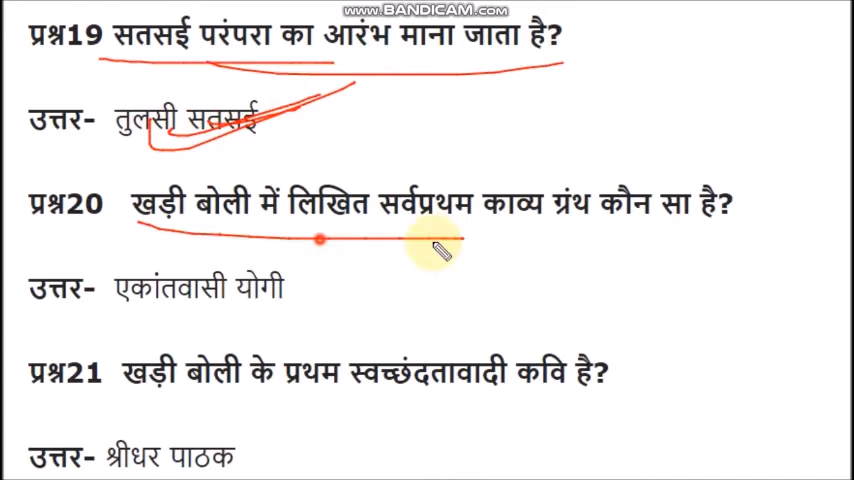 www.BANDICAM.com
प्रश्न19 सतसई परंपरा का आरंभ माना जाता है?
उत्तर- तुलसी सतसई
प्रश्न20 खड़ी बोली में लिखित सर्वप्रथम काव्य ग्रंथ कौन सा है?
उत्तर- एकांतवासी योगी
प्रश्न21 खड़ी बोली के प्रथम स्वच्छंदतावादी कवि है?
उत्तर- श्रीधर पाठक